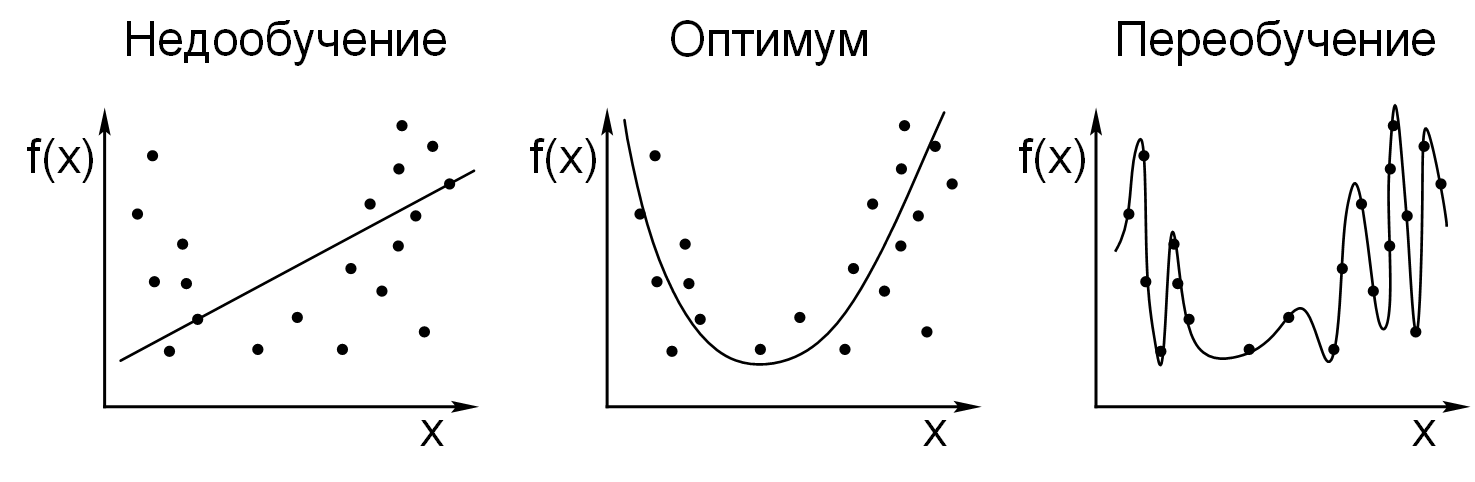 Недообучение
Оптимум
Переобучение
f(x)
f(x)
f(x)
x
x
x